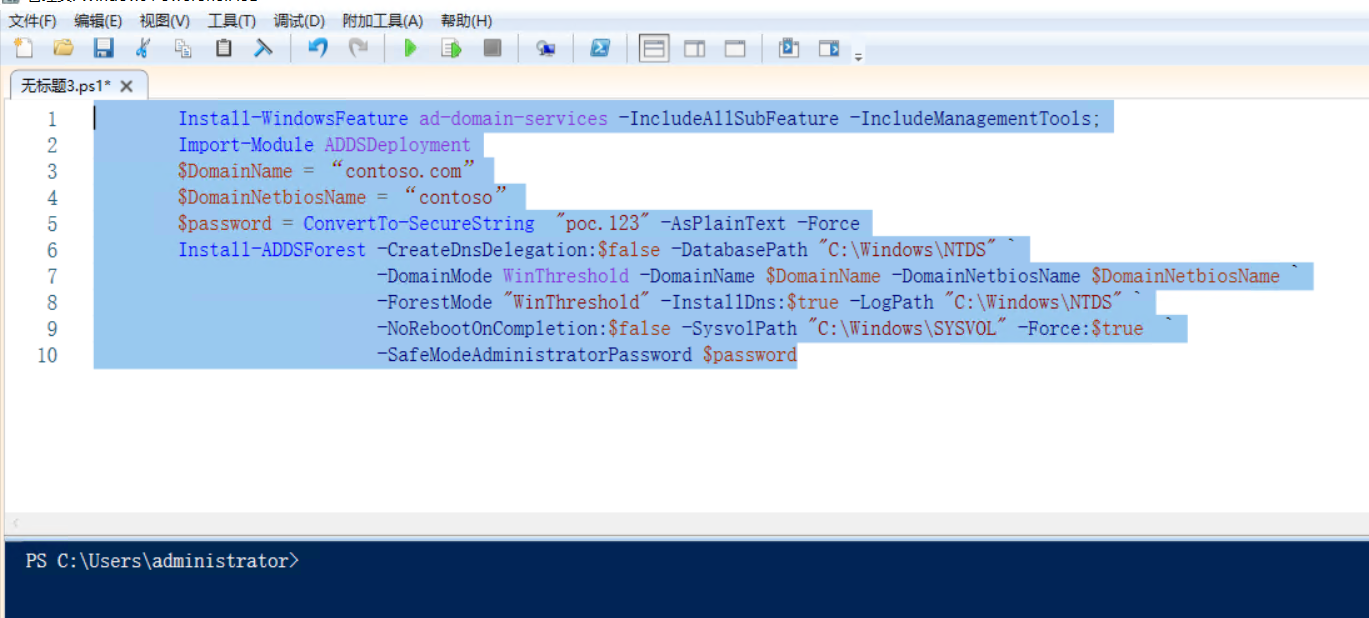 文件(F) 编辑(E) 视图(V) 工具(T) 调试(D) 附加工具(A) 帮助(H)
无标题3.ps1* X
1 Install-WindowsFeature ad-domain-services -IncludeAllSubFeature -IncludeManagementTools;
2 Import-Module ADDSDeployment
3 $DomainName = “contoso.com”
4 $DomainNetbiosName = “contoso”
5 $password = ConvertTo-SecureString "poc.123" -AsPlainText -Force
6 Install-ADDSForest -CreateDnsDelegation:$false -DatabasePath "C:\Windows\NTDS" `
7 -DomainMode WinThreshold -DomainName $DomainName -DomainNetbiosName $DomainNetbiosName `
8 -ForestMode "WinThreshold" -InstallDns:$true -LogPath "C:\Windows\NTDS" `
9 -NoRebootOnCompletion:$false -SysvolPath "C:\Windows\SYSVOL" -Force:$true `
10 -SafeModeAdministratorPassword $password
PS C:\Users\administrator>